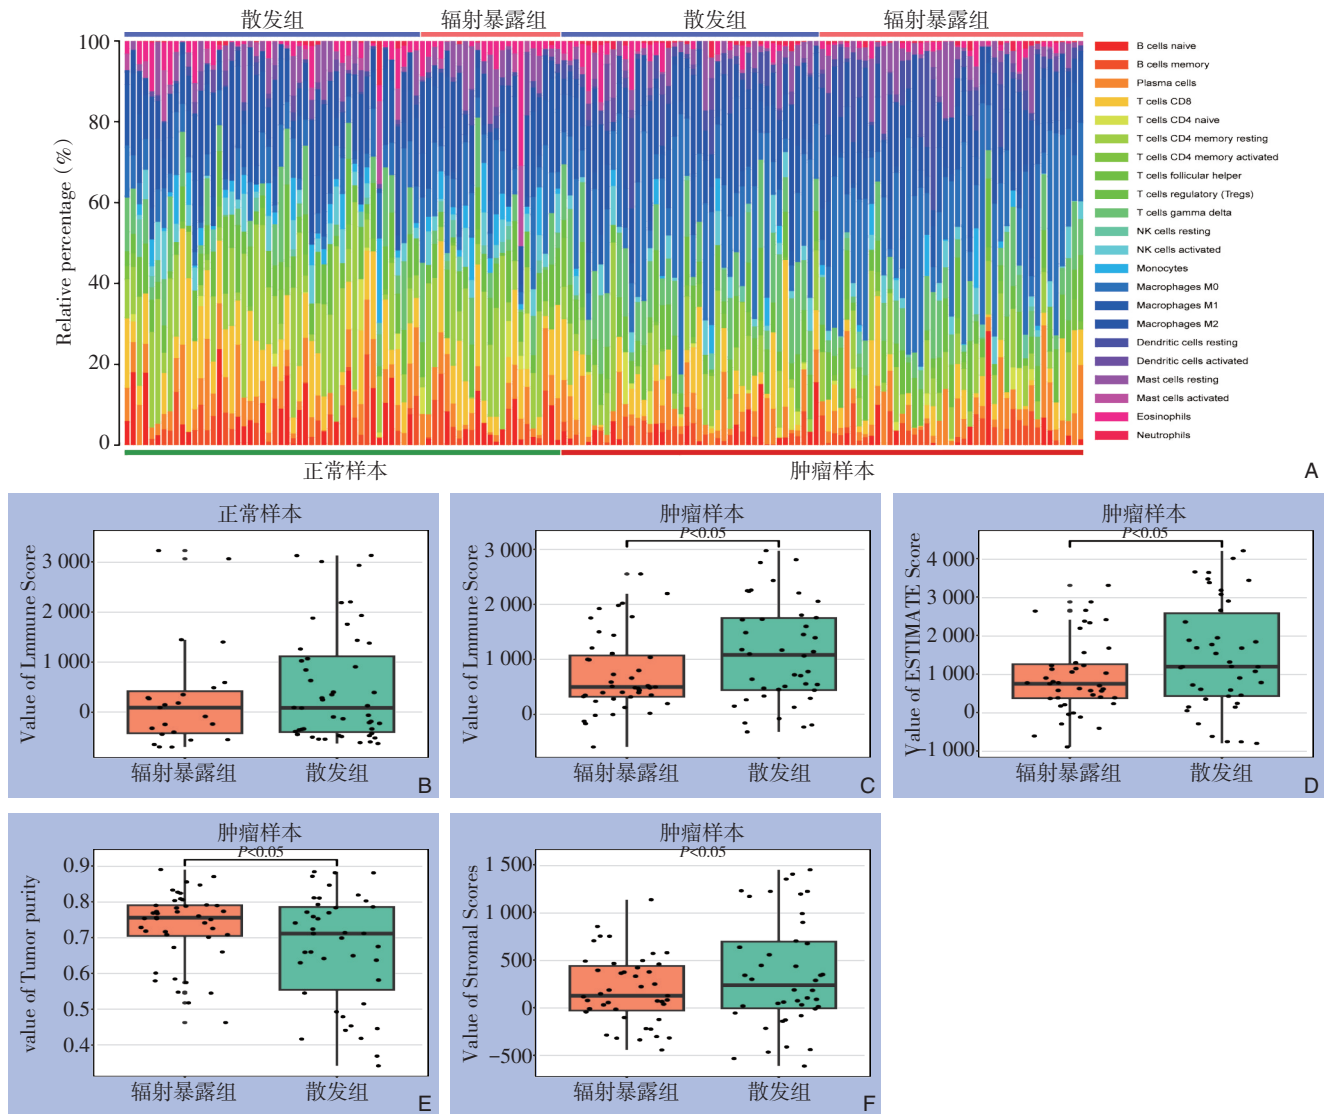 散发组 辐射暴露组 散发组 辐射暴露组
100
80
60
40
20
0
Relative percentage (%)
正常样本 肿瘤样本
B cells naive
B cells memory
Plasma cells
T cells CD8
T cells CD4 naive
T cells CD4 memory resting
T cells CD4 memory activated
T cells follicular helper
T cells regulatory (Tregs)
T cells gamma delta
NK cells resting
NK cells activated
Monocytes
Macrophages M0
Macrophages M1
Macrophages M2
Dendritic cells resting
Dendritic cells activated
Mast cells resting
Mast cells activated
Eosinophils
Neutrophils
A
正常样本
3 000
2 000
1 000
0
Value of Lmmune Score
辐射暴露组 散发组
B
肿瘤样本
P<0.05
3 000
2 000
1 000
0
Value of Lmmune Score
辐射暴露组 散发组
C
肿瘤样本
P<0.05
4 000
3 000
2 000
1 000
0
-1 000
Value of ESTIMATE Score
辐射暴露组 散发组
D
肿瘤样本
P<0.05
0.9
0.8
0.7
0.6
0.5
0.4
value of Tumor purity
辐射暴露组 散发组
E
肿瘤样本
P<0.05
1 500
1 000
500
0
-500
Value of Stromal Scores
辐射暴露组 散发组
F